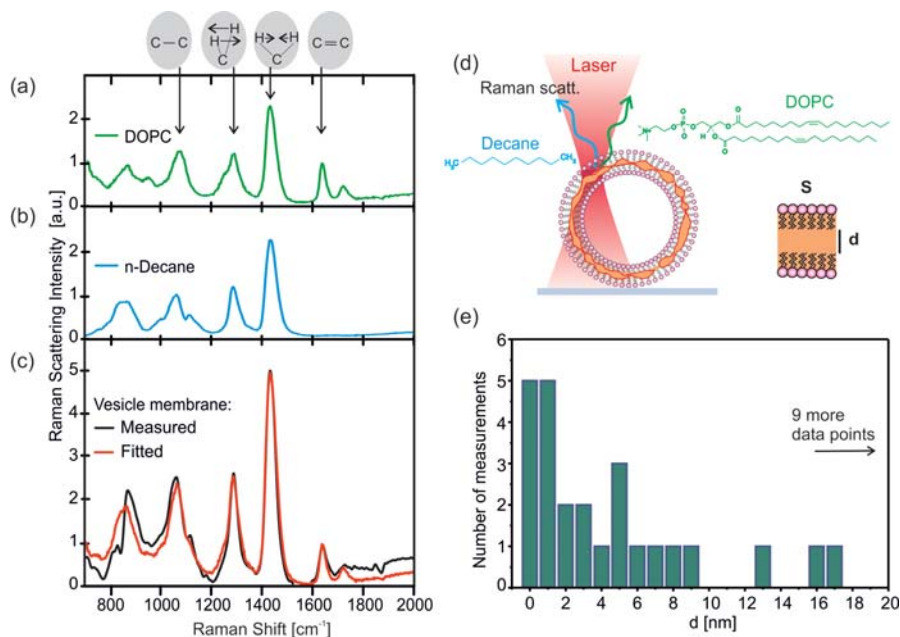 C–C
H
H
C
H H
C
C=C
(a)
DOPC
2
1
0
(b)
n-Decane
2
1
0
(c)
Vesicle membrane:
Measured
Fitted
5
4
3
2
1
0
Raman Scattering Intensity [a.u.]
800 1000 1200 1400 1600 1800 2000
Raman Shift [cm⁻¹]
(d)
Laser
Raman scatt.
Decane
H₃C
CH₃
DOPC
N+
O
P
O
O
O
O
H
O
O
S
d
(e)
6
5
4
3
2
1
0
Number of measurements
9 more
data points
0 2 4 6 8 10 12 14 16 18 20
d [nm]